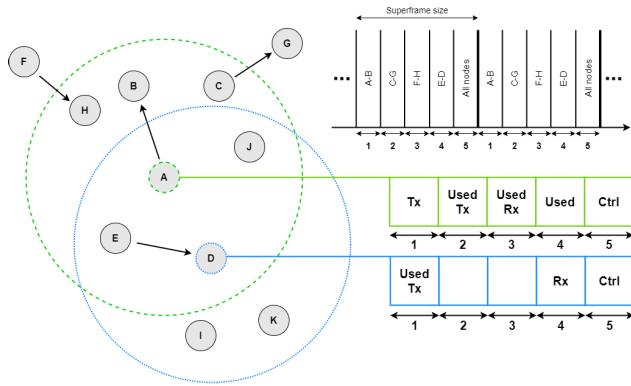 Superframe size
...
A-B
C-G
F-H
E-D
All nodes
A-B
C-G
F-H
E-D
All nodes
...
1 2 3 4 5 1 2 3 4 5
F
G
B
C
H
J
A
E
D
I
K
Tx
Used Tx
Used Rx
Used
Ctrl
1 2 3 4 5
Used Tx
Rx
Ctrl
1 2 3 4 5